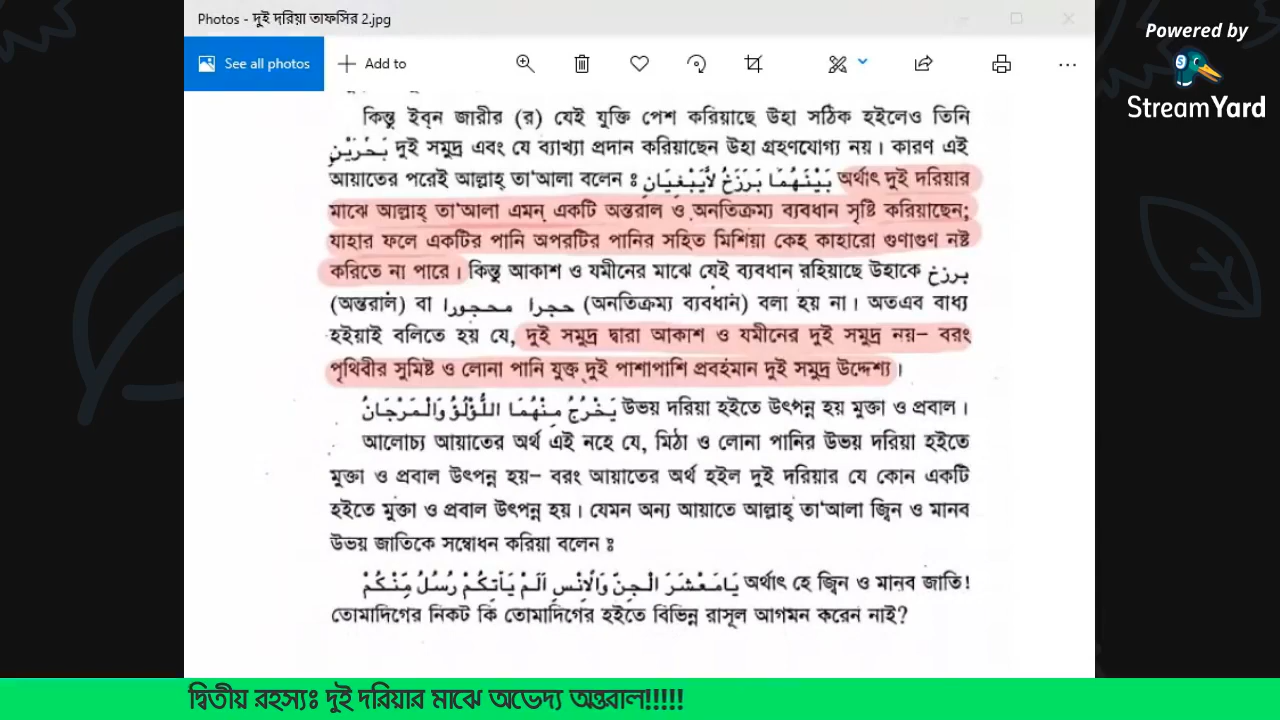 Photos - দুই দরিয়া তাফসির 2.jpg
Powered by
StreamYard
See all photos
Add to
কিন্তু ইব্‌ন জারীর (র) যেই যুক্তি পেশ করিয়াছে উহা সঠিক হইলেও তিনি
بَحْرَيْنِ দুই সমুদ্র এবং যে ব্যাখ্যা প্রদান করিয়াছেন উহা গ্রহণযোগ্য নয়। কারণ এই
আয়াতের পরেই আল্লাহ্ তা'আলা বলেন ঃ بَيْنَهُمَا بَرْزَخٌ لاَّيَبْغِيَانِ অর্থাৎ দুই দরিয়ার
মাঝে আল্লাহ্ তা'আলা এমন একটি অন্তরাল ও অনতিক্রম্য ব্যবধান সৃষ্টি করিয়াছেন;
যাহার ফলে একটির পানি অপরটির পানির সহিত মিশিয়া কেহ কাহারো গুণাগুণ নষ্ট
করিতে না পারে। কিন্তু আকাশ ও যমীনের মাঝে যেই ব্যবধান রহিয়াছে উহাকে برزخ
(অন্তরাল) বা حجرا محجورا (অনতিক্রম্য ব্যবধান) বলা হয় না। অতএব বাধ্য
হইয়াই বলিতে হয় যে, দুই সমুদ্র দ্বারা আকাশ ও যমীনের দুই সমুদ্র নয়– বরং
পৃথিবীর সুমিষ্ট ও লোনা পানি যুক্ত দুই পাশাপাশি প্রবহমান দুই সমুদ্র উদ্দেশ্য।
يَخْرُجُ مِنْهُمَا اللُّؤْلُؤُ وَالْمَرْجَانُ উভয় দরিয়া হইতে উৎপন্ন হয় মুক্তা ও প্রবাল।
আলোচ্য আয়াতের অর্থ এই নহে যে, মিঠা ও লোনা পানির উভয় দরিয়া হইতে
মুক্তা ও প্রবাল উৎপন্ন হয়– বরং আয়াতের অর্থ হইল দুই দরিয়ার যে কোন একটি
হইতে মুক্তা ও প্রবাল উৎপন্ন হয়। যেমন অন্য আয়াতে আল্লাহ্ তা'আলা জ্বিন ও মানব
উভয় জাতিকে সম্বোধন করিয়া বলেন ঃ
يَامَعْشَرَ الْجِنِّ وَالْاِنْسِ اَلَمْ يَأْتِكُمْ رُسُلٌ مِّنْكُمْ অর্থাৎ হে জ্বিন ও মানব জাতি!
তোমাদিগের নিকট কি তোমাদিগের হইতে বিভিন্ন রাসূল আগমন করেন নাই?
দ্বিতীয় রহস্যঃ দুই দরিয়ার মাঝে অভেদ্য অন্তরাল!!!!!